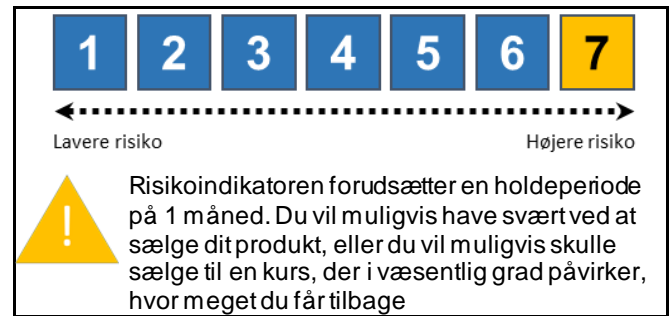 1 2 3 4 5 6 7
Lavere risiko Højere risiko
!
Risikoindikatoren forudsætter en holdeperiode
på 1 måned. Du vil muligvis have svært ved at
sælge dit produkt, eller du vil muligvis skulle
sælge til en kurs, der i væsentlig grad påvirker,
hvor meget du får tilbage